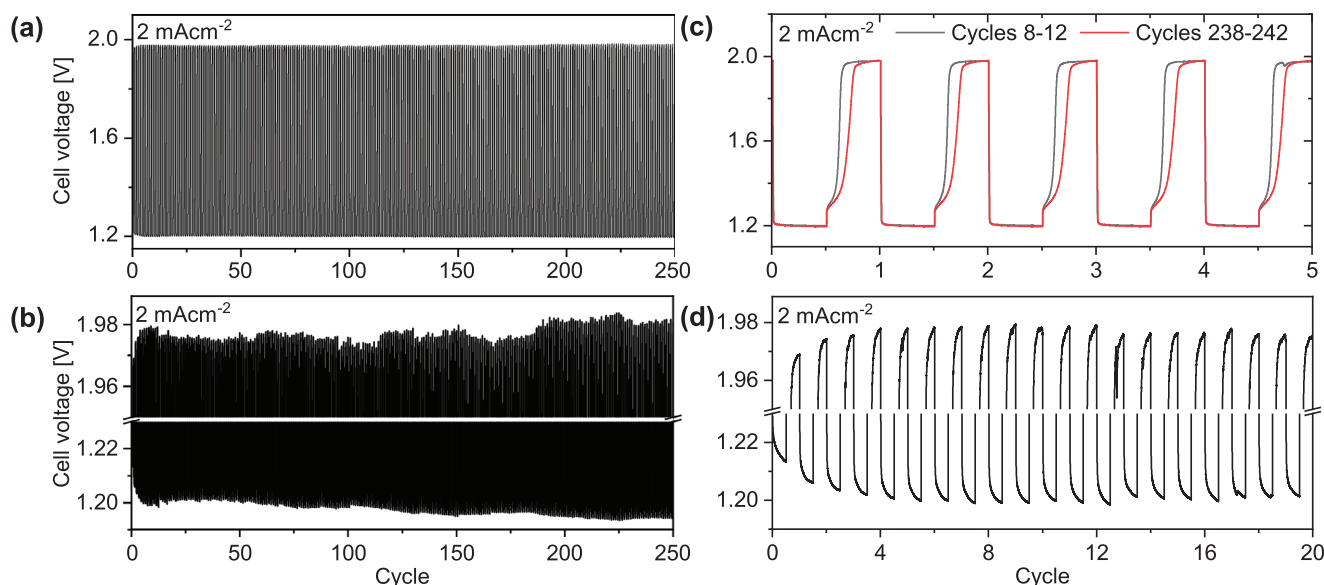 (a)
2 mAcm-2
Cell voltage [V]
2.0
1.6
1.2
0 50 100 150 200 250
(b)
2 mAcm-2
Cell voltage [V]
1.98
1.96
1.22
1.20
0 50 100 150 200 250
Cycle
(c)
2 mAcm-2 Cycles 8-12 Cycles 238-242
2.0
1.6
1.2
0 1 2 3 4 5
(d)
2 mAcm-2
1.98
1.96
1.22
1.20
0 4 8 12 16 20
Cycle